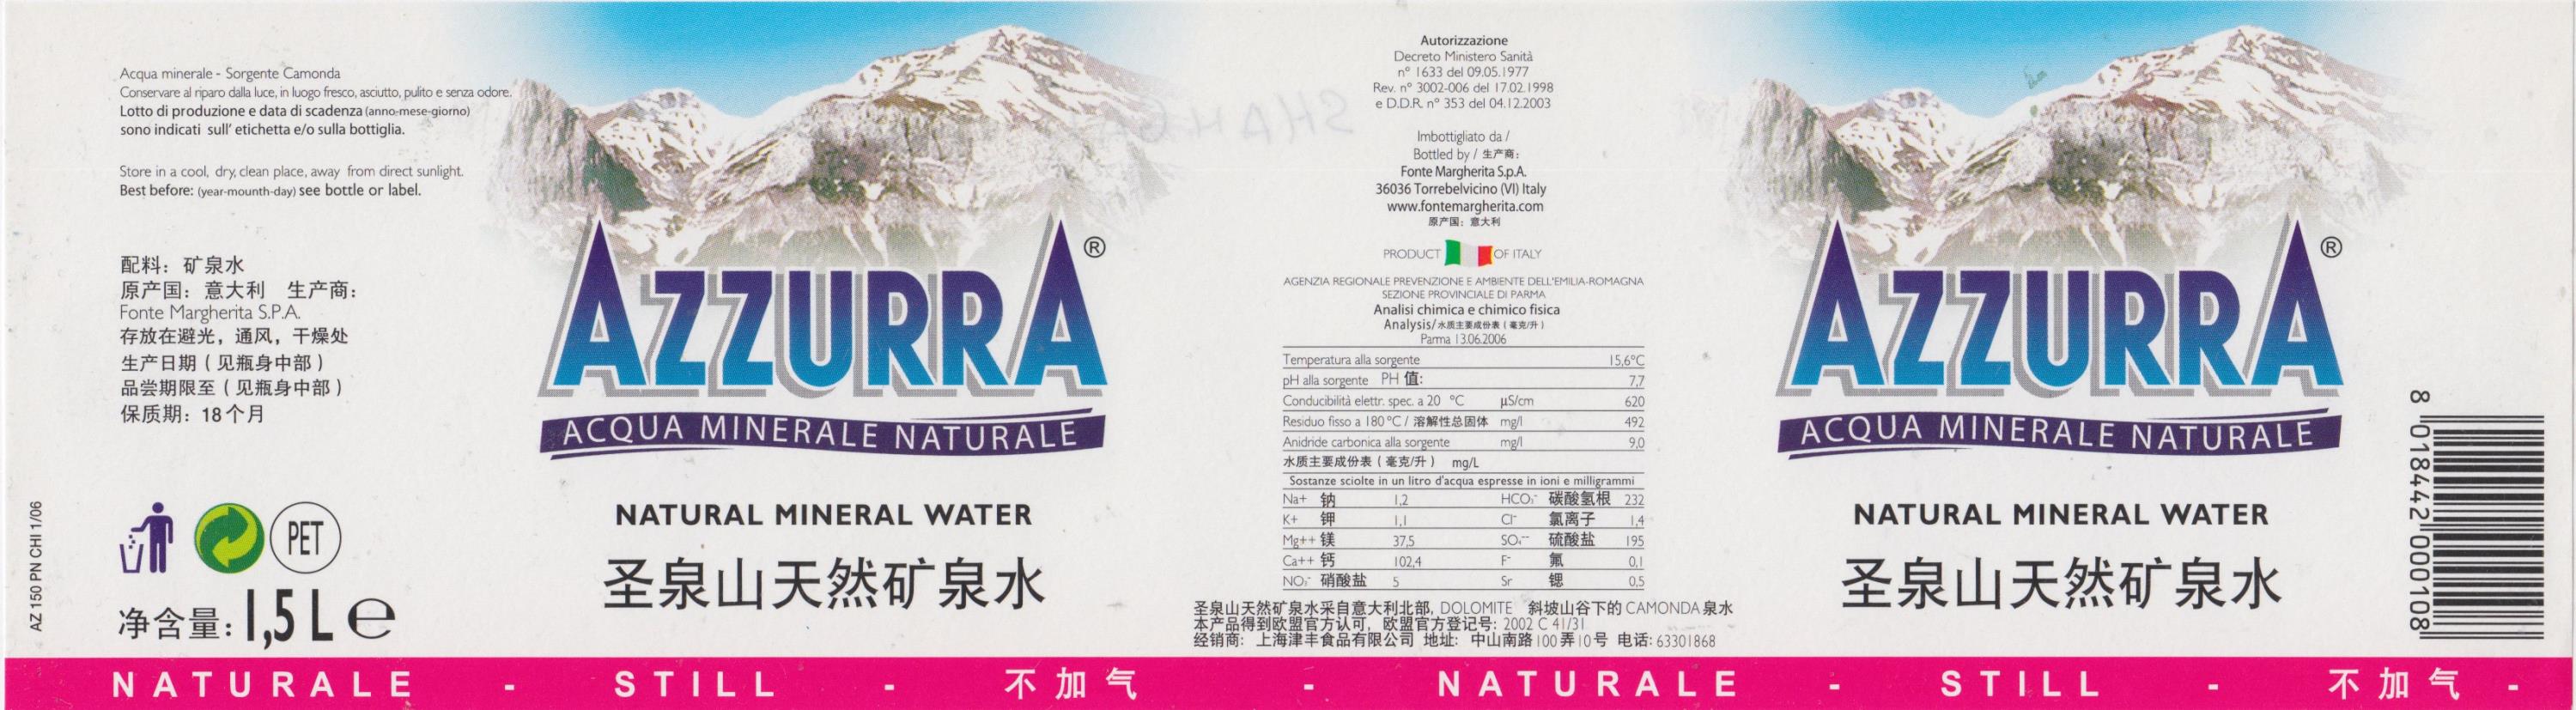 Acqua minerale - Sorgente Camonda
Conservare al riparo dalla luce, in luogo fresco, asciutto, pulito e senza odore.
Lotto di produzione e data di scadenza (anno-mese-giorno)
sono indicati sull' etichetta e/o sulla bottiglia.
Store in a cool, dry, clean place, away from direct sunlight.
Best before: (year-mounth-day) see bottle or label.
配料: 矿泉水
原产国: 意大利 生产商:
Fonte Margherita S.P.A.
存放在避光, 通风, 干燥处
生产日期 ( 见瓶身中部 )
品尝期限至 ( 见瓶身中部 )
保质期: 18个月
PET
净含量: 1,5 L e
AZ 150 PN CHI 1/06
AZZURRA®
ACQUA MINERALE NATURALE
NATURAL MINERAL WATER
圣泉山天然矿泉水
Autorizzazione
Decreto Ministero Sanità
n° 1633 del 09.05.1977
Rev. n° 3002-006 del 17.02.1998
e D.D.R. n° 353 del 04.12.2003
Imbottigliato da /
Bottled by / 生产商:
Fonte Margherita S.p.A.
36036 Torrebelvicino (VI) Italy
www.fontemargherita.com
原产国: 意大利
PRODUCT OF ITALY
AGENZIA REGIONALE PREVENZIONE E AMBIENTE DELL'EMILIA-ROMAGNA
SEZIONE PROVINCIALE DI PARMA
Analisi chimica e chimico fisica
Analysis/水质主要成份表 ( 毫克/升 )
Parma 13.06.2006
Temperatura alla sorgente 15,6°C
pH alla sorgente PH 值: 7,7
Conducibilità elettr. spec. a 20 °C µS/cm 620
Residuo fisso a 180°C / 溶解性总固体 mg/l 492
Anidride carbonica alla sorgente mg/l 9,0
水质主要成份表 ( 毫克/升 ) mg/L
Sostanze sciolte in un litro d'acqua espresse in ioni e milligrammi
Na+ 钠 1,2 HCO₃⁻ 碳酸氢根 232
K+ 钾 1,1 Cl⁻ 氯离子 1,4
Mg++ 镁 37,5 SO₄⁻⁻ 硫酸盐 195
Ca++ 钙 102,4 F⁻ 氟 0,1
NO₃⁻ 硝酸盐 5 Sr 锶 0,5
圣泉山天然矿泉水采自意大利北部, DOLOMITE 斜坡山谷下的 CAMONDA 泉水
本产品得到欧盟官方认可, 欧盟官方登记号: 2002 C 41/31
经销商: 上海津丰食品有限公司 地址: 中山南路100弄10号 电话: 63301868
AZZURRA®
ACQUA MINERALE NATURALE
NATURAL MINERAL WATER
圣泉山天然矿泉水
8 018442 000108
NATURALE - STILL - 不加气 - NATURALE - STILL - 不加气 -